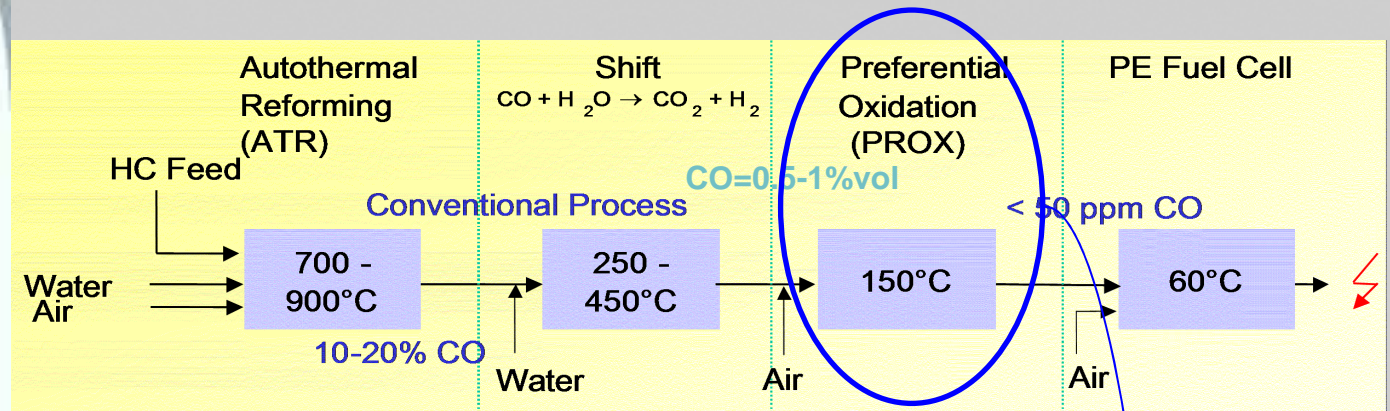 Autothermal
Reforming
(ATR)
Shift
CO + H 2O → CO 2 + H 2
Preferential
Oxidation
(PROX)
PE Fuel Cell
HC Feed
CO=0.5-1%vol
Conventional Process
< 50 ppm CO
700 -
900°C
250 -
450°C
150°C
60°C
Water
Air
10-20% CO
Water
Air
Air